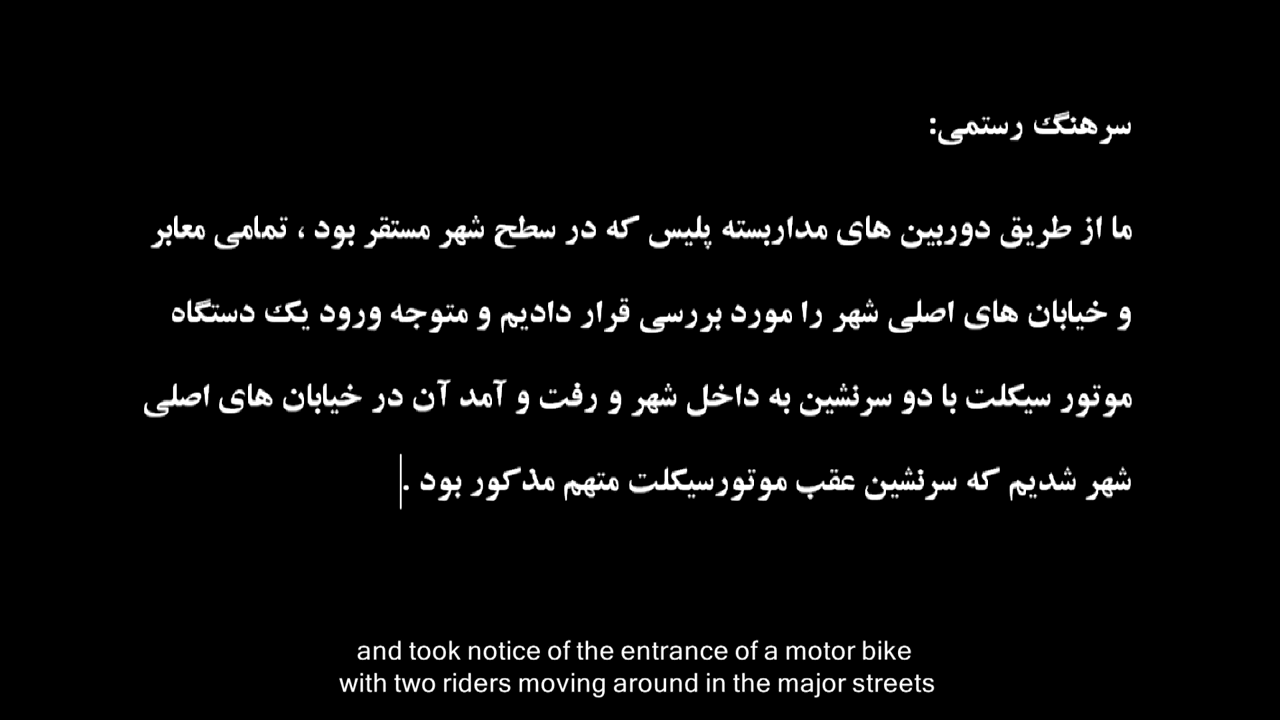 سرهنگ رستمی:
ما از طریق دوربین های مداربسته پلیس که در سطح شهر مستقر بود ، تمامی معابر
و خیابان های اصلی شهر را مورد بررسی قرار دادیم و متوجه ورود یک دستگاه
موتور سیکلت با دو سرنشین به داخل شهر و رفت و آمد آن در خیابان های اصلی
شهر شدیم که سرنشین عقب موتورسیکلت متهم مذکور بود .
and took notice of the entrance of a motor bike
with two riders moving around in the major streets